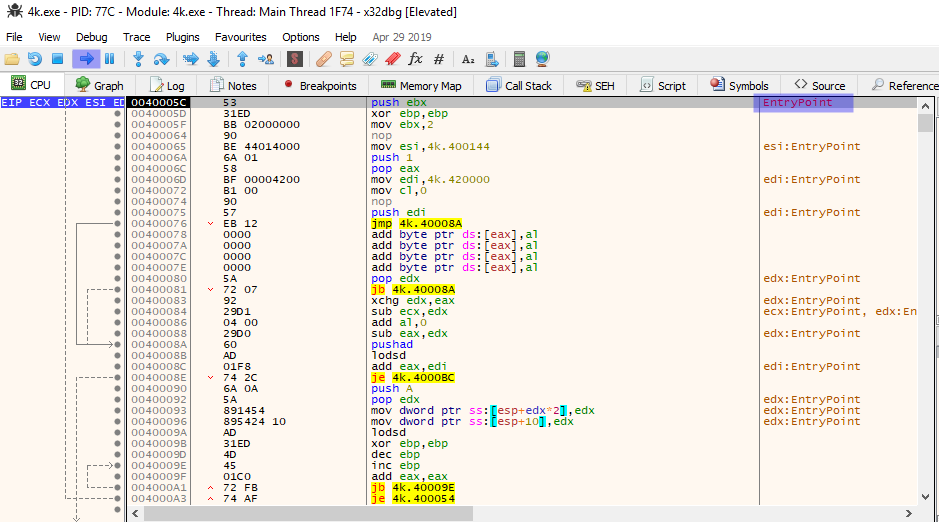 4k.exe - PID: 77C - Module: 4k.exe - Thread: Main Thread 1F74 - x32dbg [Elevated]
File View Debug Trace Plugins Favourites Options Help Apr 29 2019
CPU Graph Log Notes Breakpoints Memory Map Call Stack SEH Script Symbols Source Reference
EIP ECX EDX ESI ED 0040005C 53 push ebx EntryPoint
0040005D 31ED xor ebp,ebp
0040005F BB 02000000 mov ebx,2
00400064 90 nop
00400065 BE 44014000 mov esi,4k.400144 esi:EntryPoint
0040006A 6A 01 push 1
0040006C 58 pop eax
0040006D BF 00004200 mov edi,4k.420000 edi:EntryPoint
00400072 B1 00 mov cl,0
00400074 90 nop
00400075 57 push edi edi:EntryPoint
00400076 EB 12 jmp 4k.40008A
00400078 0000 add byte ptr ds:[eax],al
0040007A 0000 add byte ptr ds:[eax],al
0040007C 0000 add byte ptr ds:[eax],al
0040007E 0000 add byte ptr ds:[eax],al
00400080 5A pop edx edx:EntryPoint
00400081 72 07 jb 4k.40008A
00400083 92 xchg edx,eax edx:EntryPoint
00400084 29D1 sub ecx,edx ecx:EntryPoint, edx:En
00400086 04 00 add al,0
00400088 29D0 sub eax,edx edx:EntryPoint
0040008A 60 pushad
0040008B AD lodsd
0040008C 01F8 add eax,edi edi:EntryPoint
0040008E 74 2C je 4k.4000BC
00400090 6A 0A push A
00400092 5A pop edx edx:EntryPoint
00400093 891454 mov dword ptr ss:[esp+edx*2],edx edx:EntryPoint
00400096 895424 10 mov dword ptr ss:[esp+10],edx edx:EntryPoint
0040009A AD lodsd
0040009B 31ED xor ebp,ebp
0040009D 4D dec ebp
0040009E 45 inc ebp
0040009F 01C0 add eax,eax
004000A1 72 FB jb 4k.40009E
004000A3 74 AF je 4k.400054